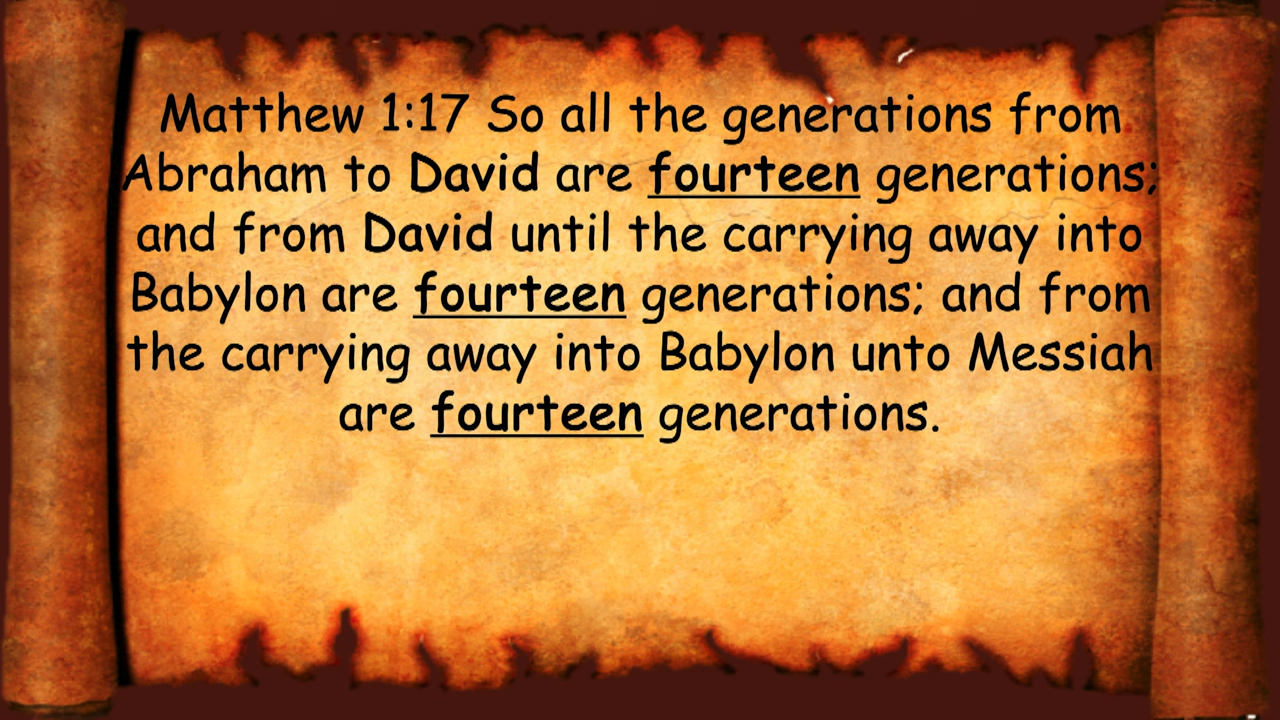 Matthew 1:17 So all the generations from
Abraham to David are fourteen generations;
and from David until the carrying away into
Babylon are fourteen generations; and from
the carrying away into Babylon unto Messiah
are fourteen generations.